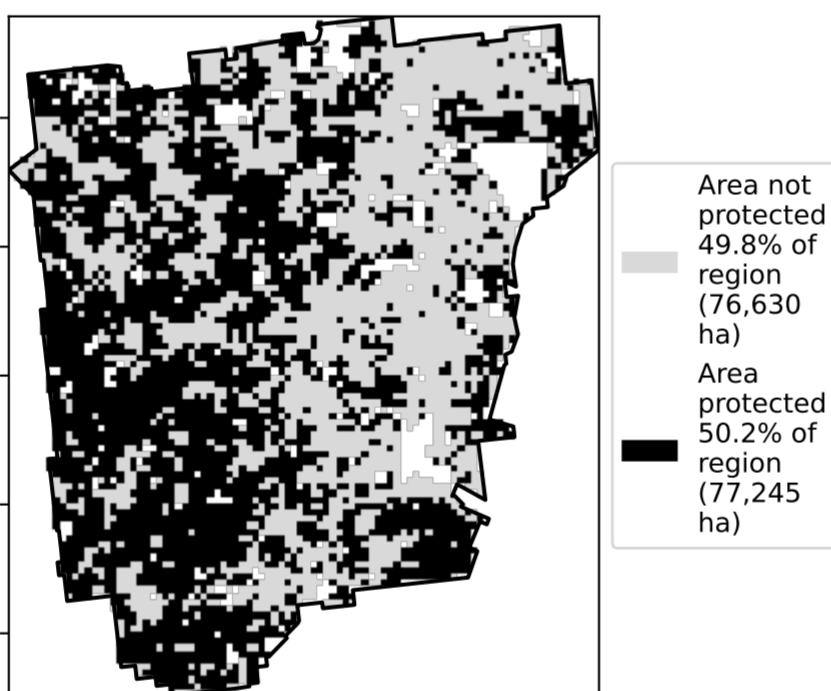 Area not
protected
49.8% of
region
(76,630
ha)
Area
protected
50.2% of
region
(77,245
ha)